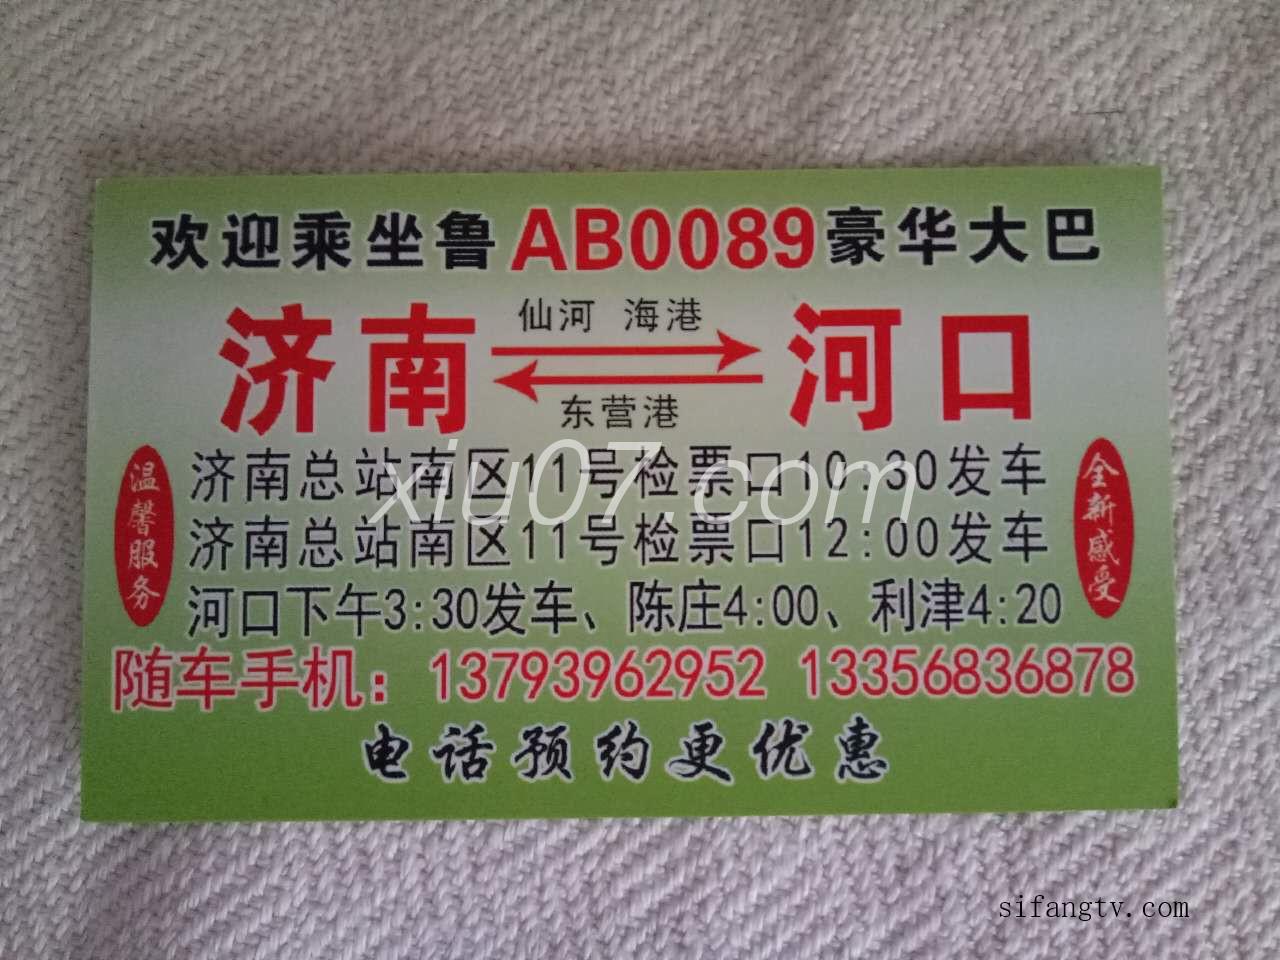 欢迎乘坐鲁AB0089豪华大巴
仙河 海港
济南 河口
东营港
温馨服务
全新感受
济南总站南区11号检票口10:30发车
济南总站南区11号检票口12:00发车
河口下午3:30发车、陈庄4:00、利津4:20
随车手机：13793962952 13356836878
电话预约更优惠
xiu07.com
sifangtv.com